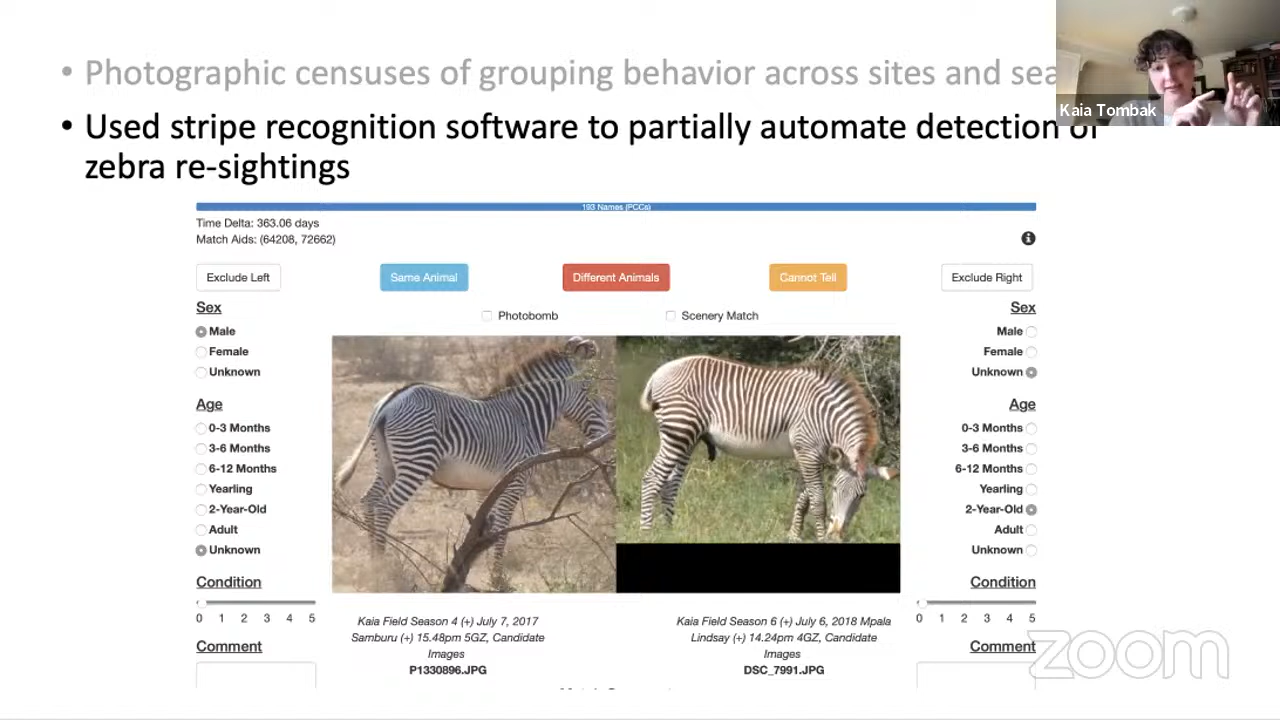 • Photographic censuses of grouping behavior across sites and sea
Kaia Tombak
• Used stripe recognition software to partially automate detection of
zebra re-sightings
193 Names (PCCs)
Time Delta: 363.06 days
Match Aids: (64208, 72662)
Exclude Left
Same Animal
Different Animals
Cannot Tell
Exclude Right
Photobomb
Scenery Match
Sex
Male
Female
Unknown
Age
0-3 Months
3-6 Months
6-12 Months
Yearling
2-Year-Old
Adult
Unknown
Condition
0 1 2 3 4 5
Comment
Sex
Male
Female
Unknown
Age
0-3 Months
3-6 Months
6-12 Months
Yearling
2-Year-Old
Adult
Unknown
Condition
0 1 2 3 4 5
Comment
Kaia Field Season 4 (+) July 7, 2017
Samburu (+) 15.48pm 5GZ, Candidate
Images
P1330896.JPG
Kaia Field Season 6 (+) July 6, 2018 Mpala
Lindsay (+) 14.24pm 4GZ, Candidate
Images
DSC_7991.JPG
zoom